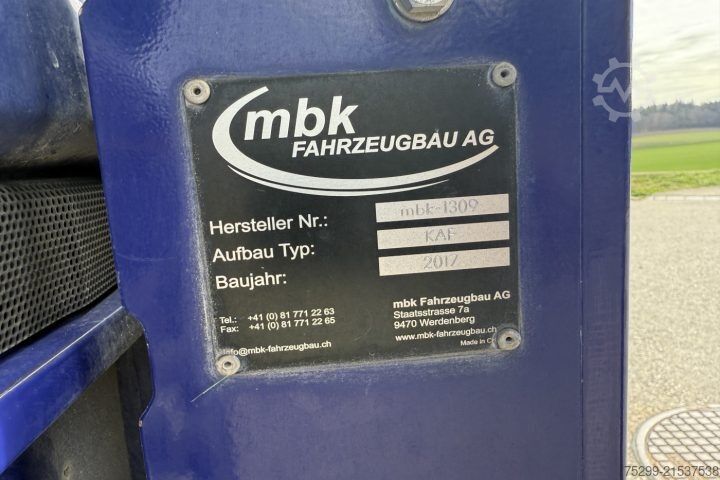 mbk
FAHRZEUGBAU AG
Hersteller Nr.: mbk-1309
Aufbau Typ: KAF
Baujahr: 2017
mbk Fahrzeugbau AG
Tel.: +41 (0) 81 771 22 63
Staatsstrasse 7a
Fax: +41 (0) 81 771 22 65
9470 Werdenberg
info@mbk-fahrzeugbau.ch
www.mbk-fahrzeugbau.ch
Made in
75299-21537538